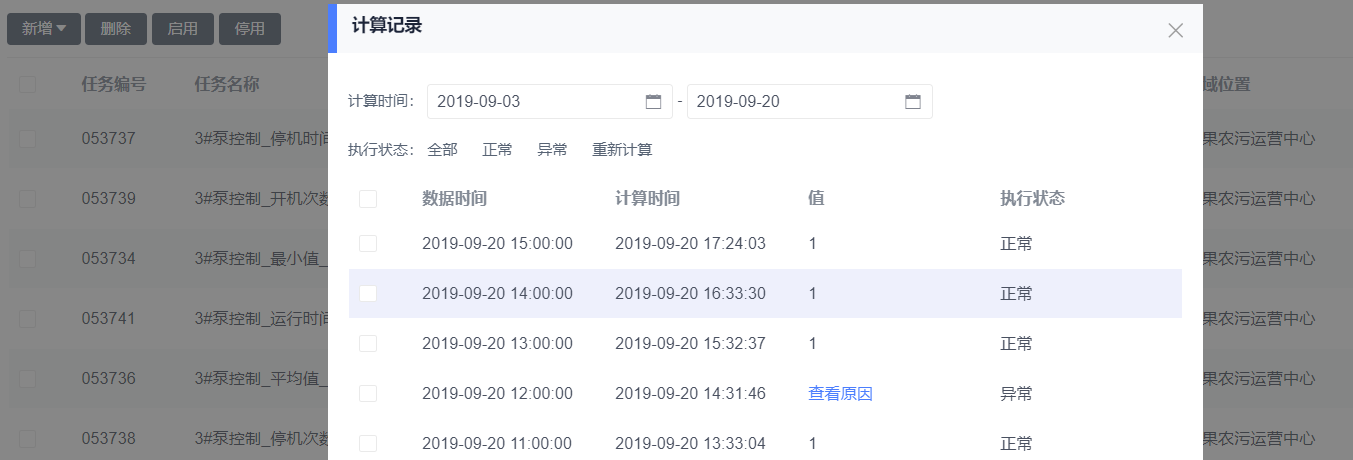 计算记录
新增 删除 启用 停用
计算时间： 2019-09-03 - 2019-09-20
执行状态： 全部 正常 异常 重新计算
任务编号 任务名称 域位置
数据时间 计算时间 值 执行状态
053737 3#泵控制_停机时间 果农污运营中心
2019-09-20 15:00:00 2019-09-20 17:24:03 1 正常
053739 3#泵控制_开机次数 果农污运营中心
2019-09-20 14:00:00 2019-09-20 16:33:30 1 正常
053734 3#泵控制_最小值_ 果农污运营中心
2019-09-20 13:00:00 2019-09-20 15:32:37 1 正常
053741 3#泵控制_运行时间 果农污运营中心
2019-09-20 12:00:00 2019-09-20 14:31:46 查看原因 异常
053736 3#泵控制_平均值_ 果农污运营中心
2019-09-20 11:00:00 2019-09-20 13:33:04 1 正常
053738 3#泵控制_停机次数 果农污运营中心